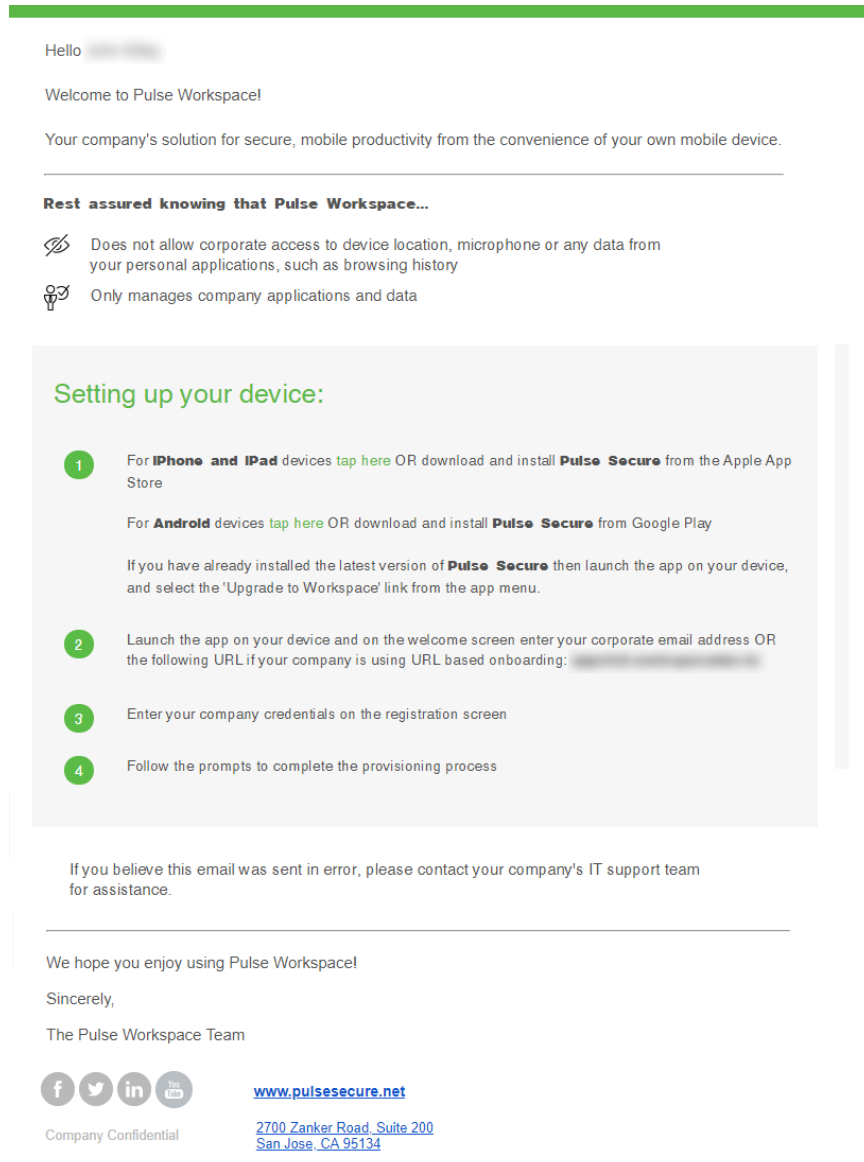 Hello
Welcome to Pulse Workspace!
Your company's solution for secure, mobile productivity from the convenience of your own mobile device.
Rest assured knowing that Pulse Workspace...
Does not allow corporate access to device location, microphone or any data from
your personal applications, such as browsing history
Only manages company applications and data
Setting up your device:
1
For IPhone and IPad devices tap here OR download and install Pulse Secure from the Apple App
Store
For Android devices tap here OR download and install Pulse Secure from Google Play
If you have already installed the latest version of Pulse Secure then launch the app on your device,
and select the 'Upgrade to Workspace' link from the app menu.
2
Launch the app on your device and on the welcome screen enter your corporate email address OR
the following URL if your company is using URL based onboarding:
3
Enter your company credentials on the registration screen
4
Follow the prompts to complete the provisioning process
If you believe this email was sent in error, please contact your company's IT support team
for assistance.
We hope you enjoy using Pulse Workspace!
Sincerely,
The Pulse Workspace Team
f in You Tube
www.pulsesecure.net
Company Confidential
2700 Zanker Road, Suite 200
San Jose, CA 95134